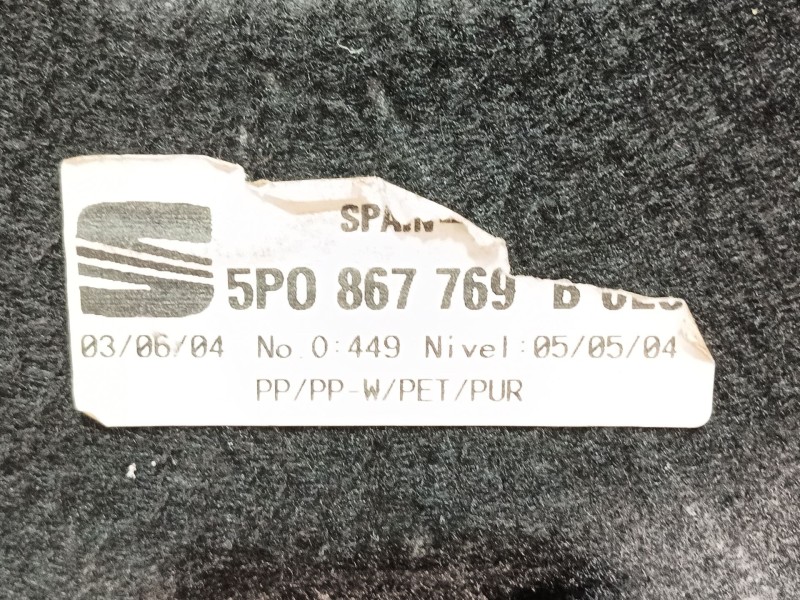 SPAIN
5P0 867 769 B
03/06/04 No.0:449 Nivel:05/05/04
PP/PP-W/PET/PUR